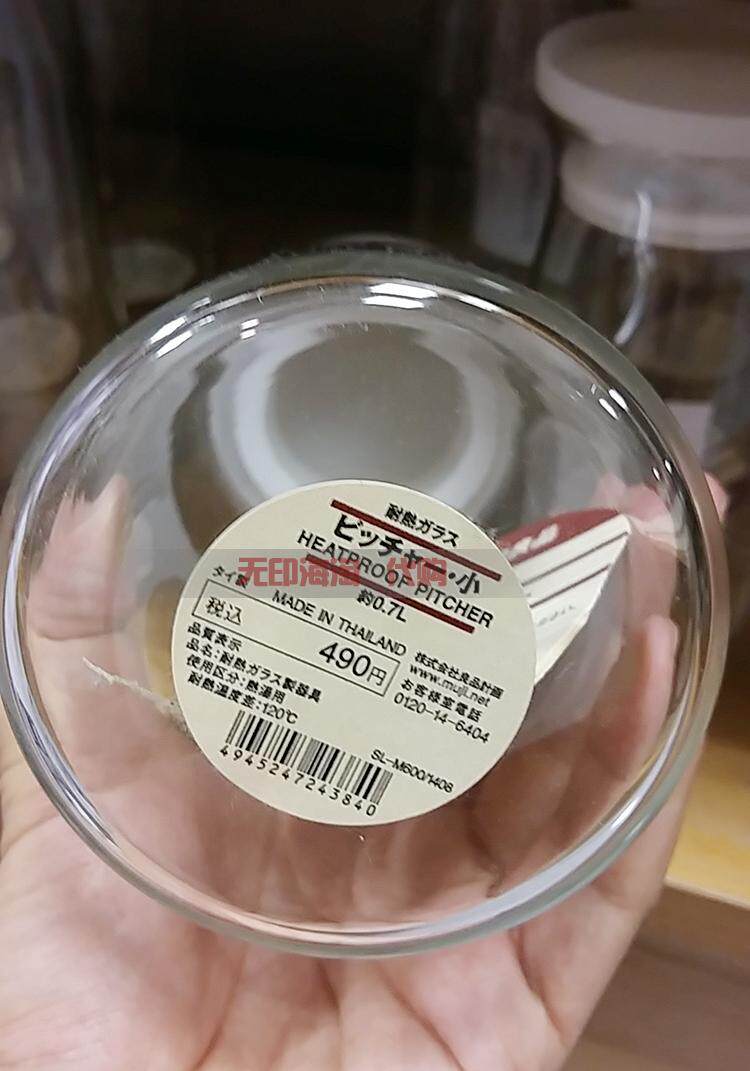 耐熱ガラス
ピッチャー・小
HEATPROOF PITCHER
約0.7L
タイ製
MADE IN THAILAND
税込
490円
品質表示
品名:耐熱ガラス製器具
使用区分:熱湯用
耐熱温度差:120℃
株式会社良品計画
www.muji.net
お客様室電話
0120-14-6404
SL-M600/1408
4945247243840
无印海淘 代购